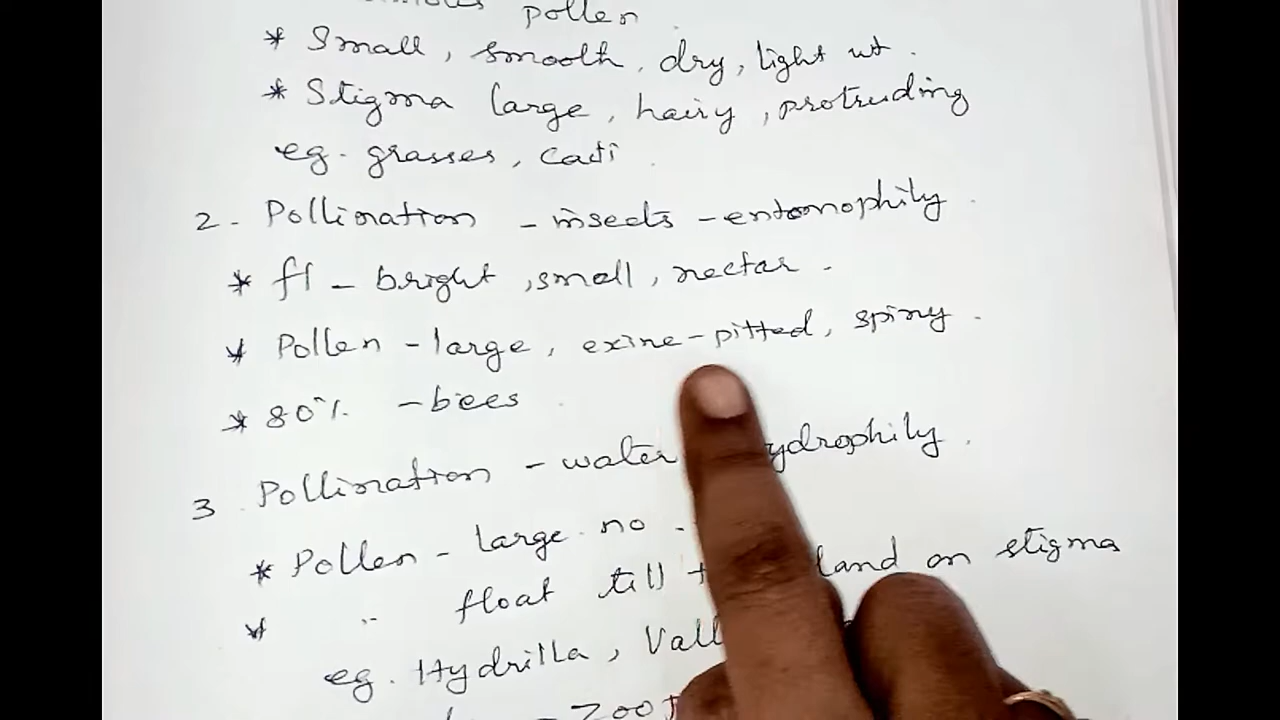 pollen
* Small, smooth, dry, light wt.
* Stigma large, hairy, protruding
eg. grasses, cacti.
2. Pollination - insects - entomophily.
* fl - bright, small, nectar.
* Pollen - large, exine - pitted, spiny.
* 80% - bees
3. Pollination - water hydrophily.
* Pollen - large no.
* " float till land on stigma
eg. Hydrilla, Vall